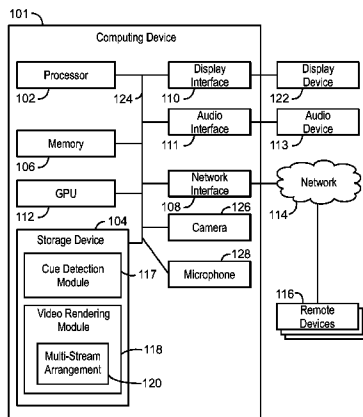 101
Computing Device
Processor
102
124
Display
Interface
110
Display
Device
122
Audio
Interface
111
Audio
Device
113
Memory
106
GPU
112
Network
Interface
108
Network
114
126
Camera
104
Storage Device
Cue Detection
Module
117
128
Microphone
Video Rendering
Module
118
Multi-Stream
Arrangement
120
116
Remote
Devices